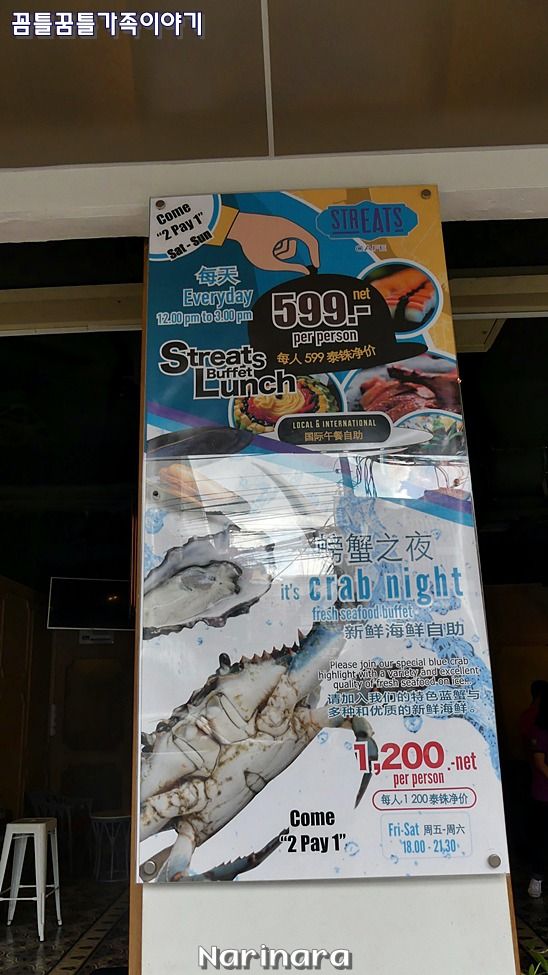 꼼틀꿈틀가족이야기
Come
"2 Pay 1"
Sat - Sun
STREATS
CAFE
每天
Everyday
12.00 pm to 3.00 pm
599.- net
per person
每人 599 泰铢净价
Streats
Buffet
Lunch
LOCAL & INTERNATIONAL
国际午餐自助
螃蟹之夜
it's crab night
fresh seafood buffet
新鲜海鲜自助
Please join our special blue crab
highlight with a variety and excellent
quality of fresh seafood on ice.
请加入我们的特色蓝蟹与
多种和优质的新鲜海鲜。
1,200.-net
per person
每人 1 200 泰铢净价
Come
"2 Pay 1"
Fri-Sat 周五-周六
18.00 - 21.30
Narinara